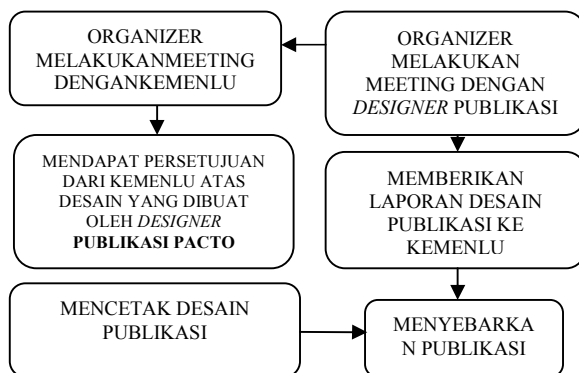 ORGANIZER
MELAKUKANMEETING
DENGANKEMENLU
ORGANIZER
MELAKUKAN
MEETING DENGAN
DESIGNER PUBLIKASI
MENDAPAT PERSETUJUAN
DARI KEMENLU ATAS
DESAIN YANG DIBUAT
OLEH DESIGNER
PUBLIKASI PACTO
MEMBERIKAN
LAPORAN DESAIN
PUBLIKASI KE
KEMENLU
MENCETAK DESAIN
PUBLIKASI
MENYEBARKA
N PUBLIKASI